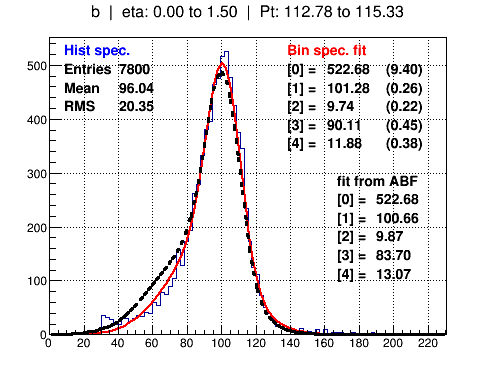 b | eta: 0.00 to 1.50 | Pt: 112.78 to 115.33
Hist spec.
Entries 7800
Mean 96.04
RMS 20.35
Bin spec. fit
[0] = 522.68 (9.40)
[1] = 101.28 (0.26)
[2] = 9.74 (0.22)
[3] = 90.11 (0.45)
[4] = 11.88 (0.38)
fit from ABF
[0] = 522.68
[1] = 100.66
[2] = 9.87
[3] = 83.70
[4] = 13.07
500
400
300
200
100
0
0 20 40 60 80 100 120 140 160 180 200 220